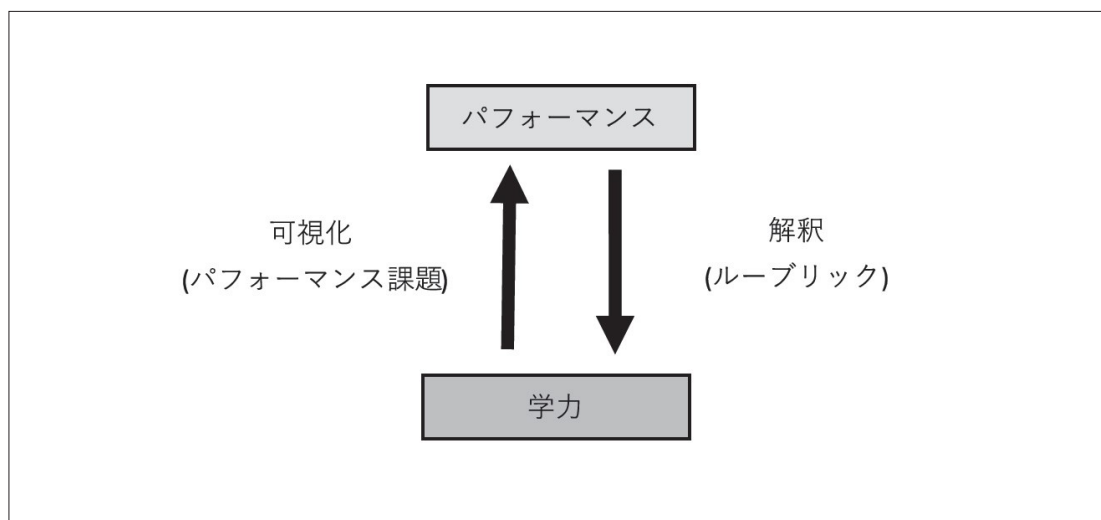 パフォーマンス
可視化
(パフォーマンス課題)
解釈
(ルーブリック)
学力